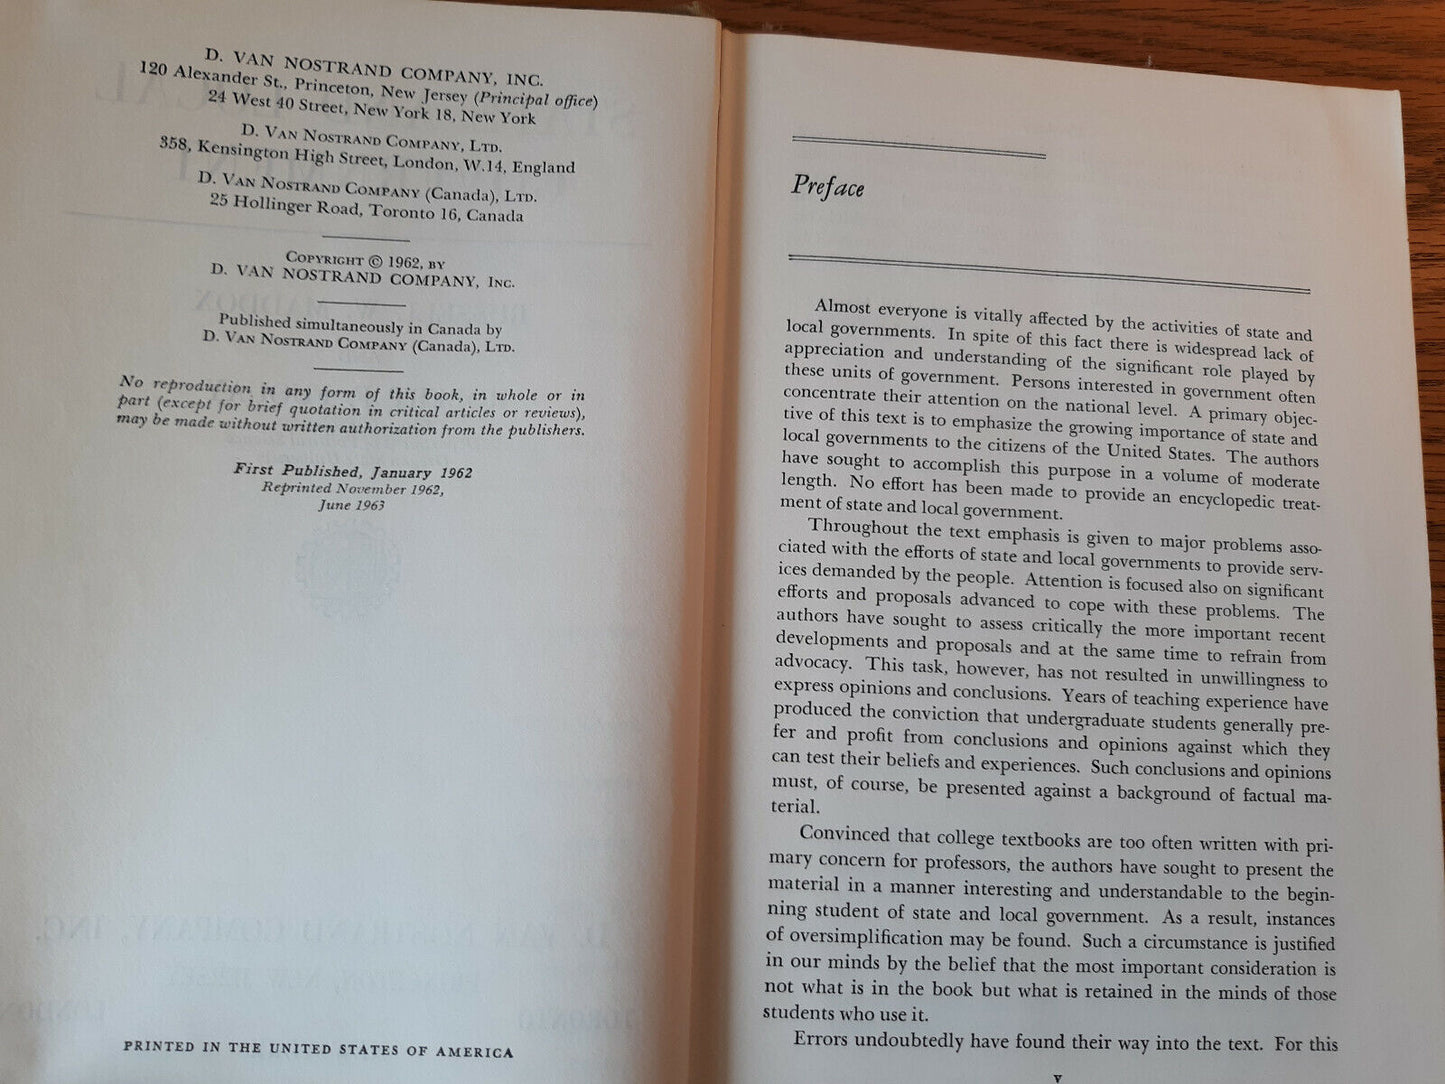 D. VAN NOSTRAND COMPANY, INC.
120 Alexander St., Princeton, New Jersey (Principal office)
24 West 40 Street, New York 18, New York
D. VAN NOSTRAND COMPANY, LTD.
358, Kensington High Street, London, W.14, England
D. VAN NOSTRAND COMPANY (Canada), LTD.
25 Hollinger Road, Toronto 16, Canada
COPYRIGHT © 1962, BY
D. VAN NOSTRAND COMPANY, INC.
Published simultaneously in Canada by
D. VAN NOSTRAND COMPANY (Canada), LTD.
No reproduction in any form of this book, in whole or in
part (except for brief quotation in critical articles or reviews),
may be made without written authorization from the publishers.
First Published, January 1962
Reprinted November 1962,
June 1963
PRINTED IN THE UNITED STATES OF AMERICA
Preface
Almost everyone is vitally affected by the activities of state and
local governments. In spite of this fact there is widespread lack of
appreciation and understanding of the significant role played by
these units of government. Persons interested in government often
concentrate their attention on the national level. A primary objec-
tive of this text is to emphasize the growing importance of state and
local governments to the citizens of the United States. The authors
have sought to accomplish this purpose in a volume of moderate
length. No effort has been made to provide an encyclopedic treat-
ment of state and local government.
Throughout the text emphasis is given to major problems asso-
ciated with the efforts of state and local governments to provide serv-
ices demanded by the people. Attention is focused also on significant
efforts and proposals advanced to cope with these problems. The
authors have sought to assess critically the more important recent
developments and proposals and at the same time to refrain from
advocacy. This task, however, has not resulted in unwillingness to
express opinions and conclusions. Years of teaching experience have
produced the conviction that undergraduate students generally pre-
fer and profit from conclusions and opinions against which they
can test their beliefs and experiences. Such conclusions and opinions
must, of course, be presented against a background of factual ma-
terial.
Convinced that college textbooks are too often written with pri-
mary concern for professors, the authors have sought to present the
material in a manner interesting and understandable to the begin-
ning student of state and local government. As a result, instances
of oversimplification may be found. Such a circumstance is justified
in our minds by the belief that the most important consideration is
not what is in the book but what is retained in the minds of those
students who use it.
Errors undoubtedly have found their way into the text. For this
v